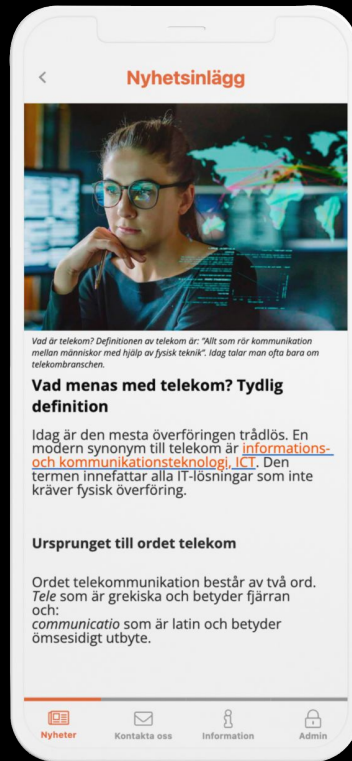 Nyhetsinlägg
Vad är telekom? Definitionen av telekom är: "Allt som rör kommunikation
mellan människor med hjälp av fysisk teknik". Idag talar man ofta bara om
telekombranschen.
Vad menas med telekom? Tydlig
definition
Idag är den mesta överföringen trådlös. En
modern synonym till telekom är informations-
och kommunikationsteknologi, ICT. Den
termen innefattar alla IT-lösningar som inte
kräver fysisk överföring.
Ursprunget till ordet telekom
Ordet telekommunikation består av två ord.
Tele som är grekiska och betyder fjärran
och:
communicatio som är latin och betyder
ömsesidigt utbyte.
Nyheter Kontakta oss Information Admin